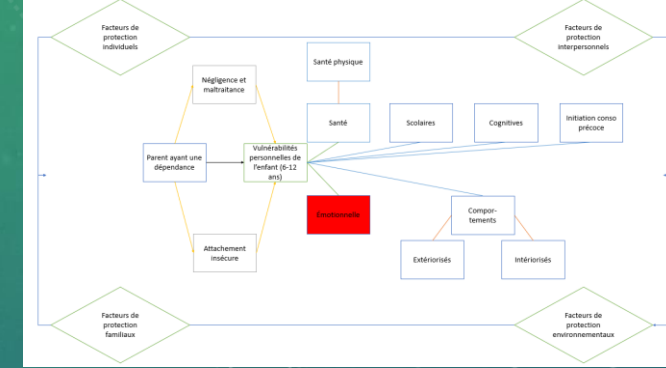 Facteurs de
protection
individuels
Facteurs de
protection
interpersonnels
Santé physique
Négligence et
maltraitance
Santé
Scolaires
Cognitives
Initiation conso
précoce
Parent ayant une
dépendance
Vulnérabilités
personnelles de
l'enfant (6-12
ans)
Émotionnelle
Compor-
tements
Attachement
insécure
Extériorisés
Intériorisés
Facteurs de
protection
familiaux
Facteurs de
protection
environnementaux